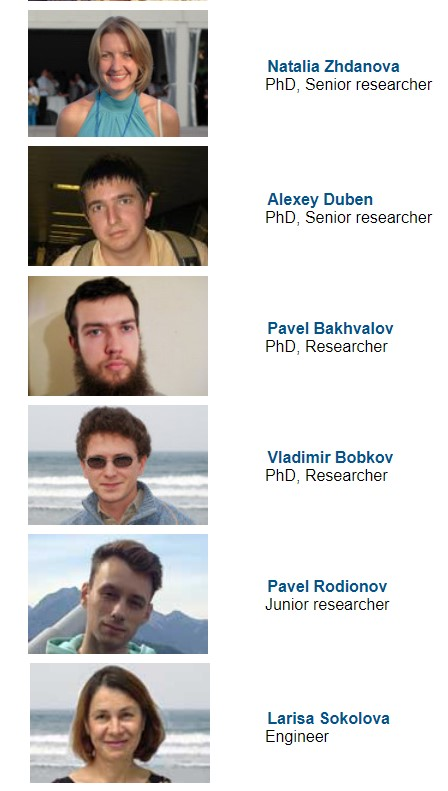 Natalia Zhdanova
PhD, Senior researcher
Alexey Duben
PhD, Senior researcher
Pavel Bakhvalov
PhD, Researcher
Vladimir Bobkov
PhD, Researcher
Pavel Rodionov
Junior researcher
Larisa Sokolova
Engineer